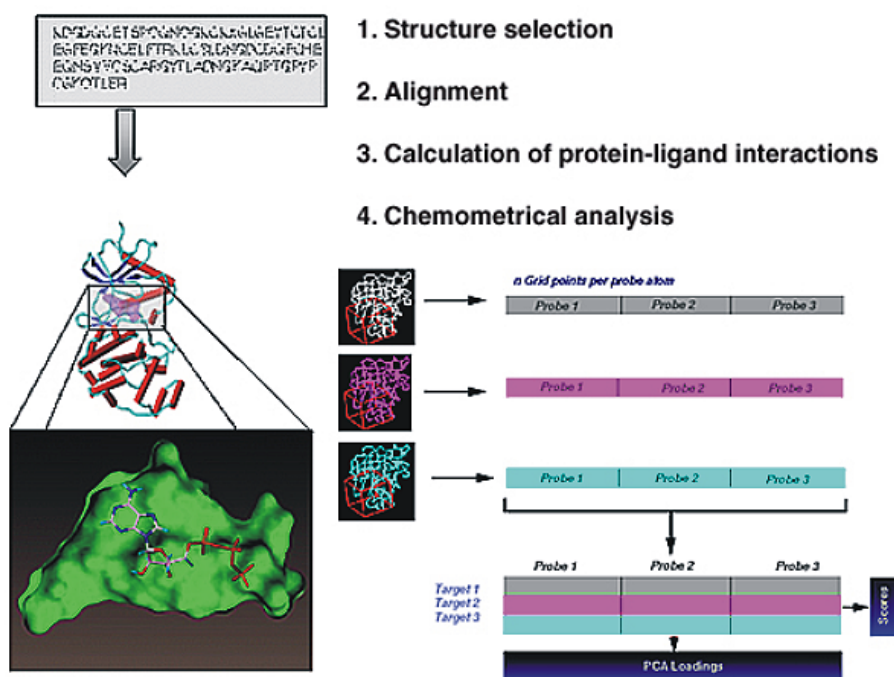 1. Structure selection
2. Alignment
3. Calculation of protein-ligand interactions
4. Chemometrical analysis
n Grid points per probe atom
Probe 1 Probe 2 Probe 3
Probe 1 Probe 2 Probe 3
Probe 1 Probe 2 Probe 3
Probe 1 Probe 2 Probe 3
Target 1
Target 2
Target 3
Scores
PCA Loadings